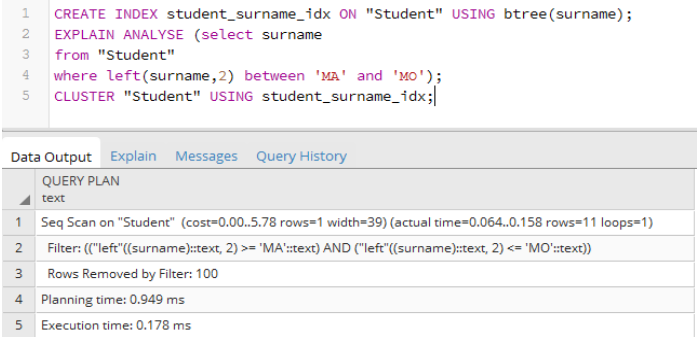 1 CREATE INDEX student_surname_idx ON "Student" USING btree(surname);
2 EXPLAIN ANALYSE (select surname
3 from "Student"
4 where left(surname,2) between 'MA' and 'MO');
5 CLUSTER "Student" USING student_surname_idx;
Data Output Explain Messages Query History
QUERY PLAN
text
1 Seq Scan on "Student" (cost=0.00..5.78 rows=1 width=39) (actual time=0.064..0.158 rows=11 loops=1)
2 Filter: (("left"((surname)::text, 2) >= 'MA'::text) AND ("left"((surname)::text, 2) <= 'MO'::text))
3 Rows Removed by Filter: 100
4 Planning time: 0.949 ms
5 Execution time: 0.178 ms